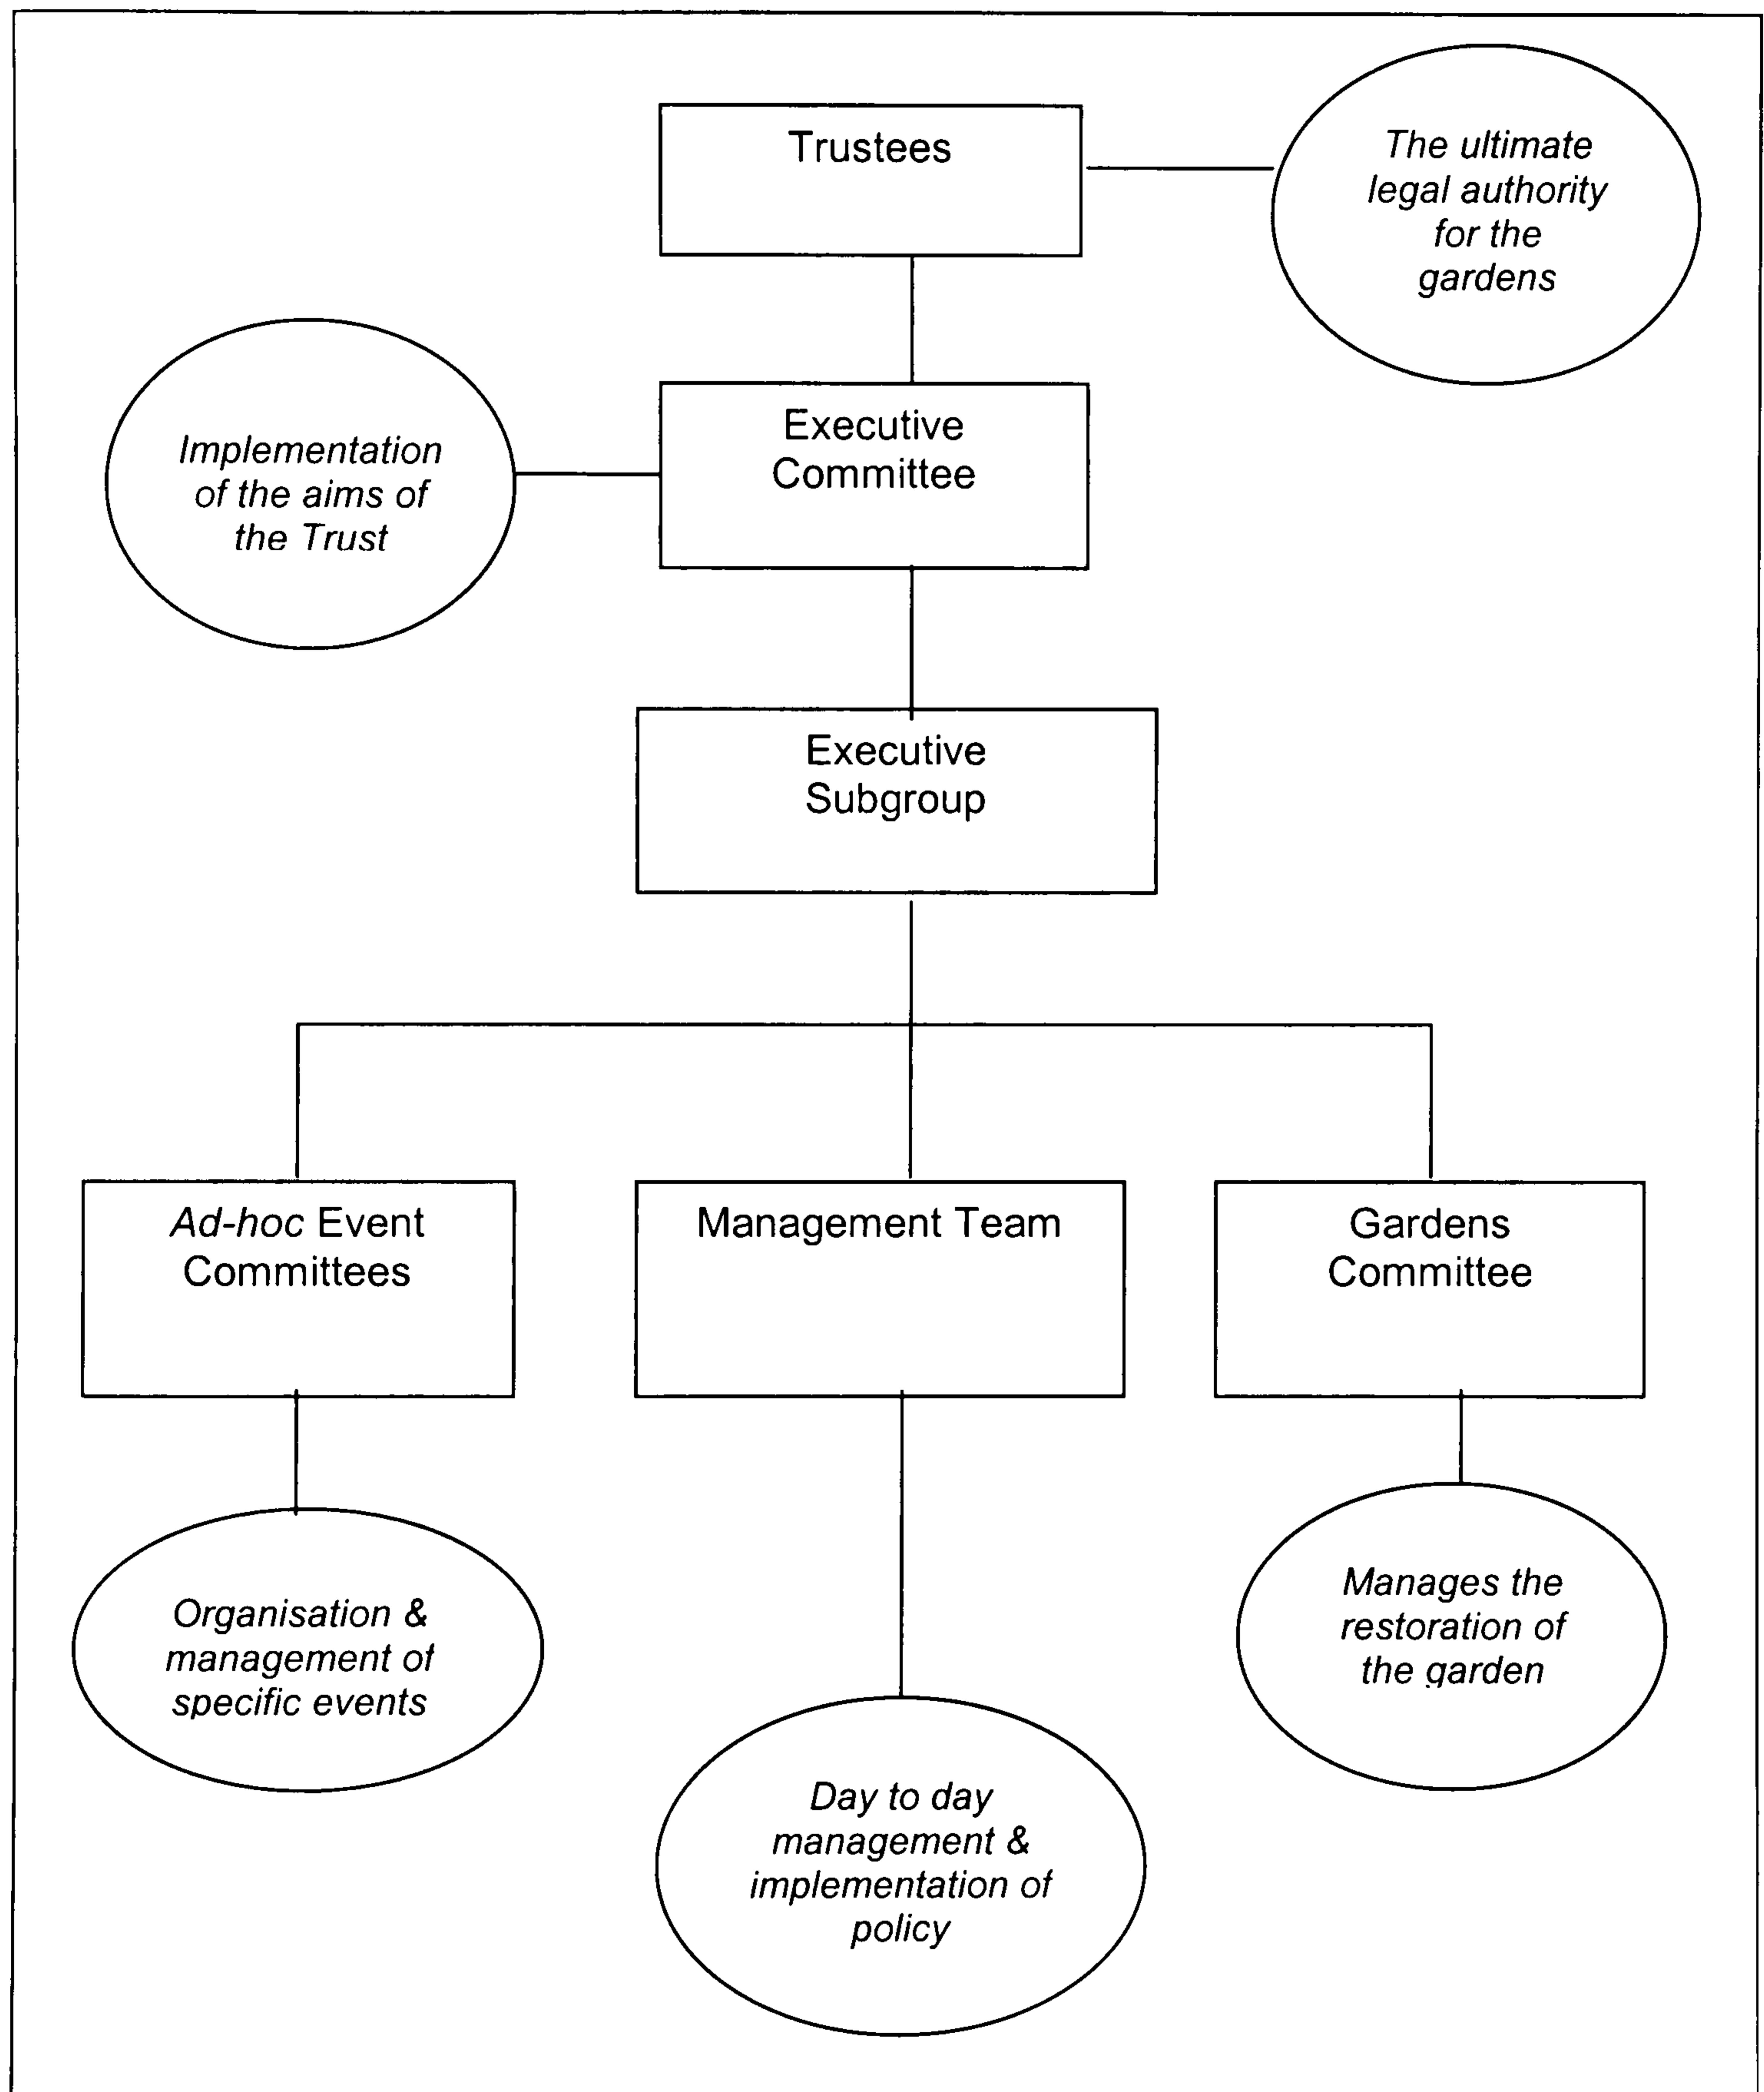 Trustees
The ultimate
legal authority
for the
gardens
Executive
Committee
Implementation
of the aims of
the Trust
Executive
Subgroup
Ad-hoc Event
Committees
Management Team
Gardens
Committee
Organisation &
management of
specific events
Manages the
restoration of
the garden
Day to day
management &
implementation of
policy